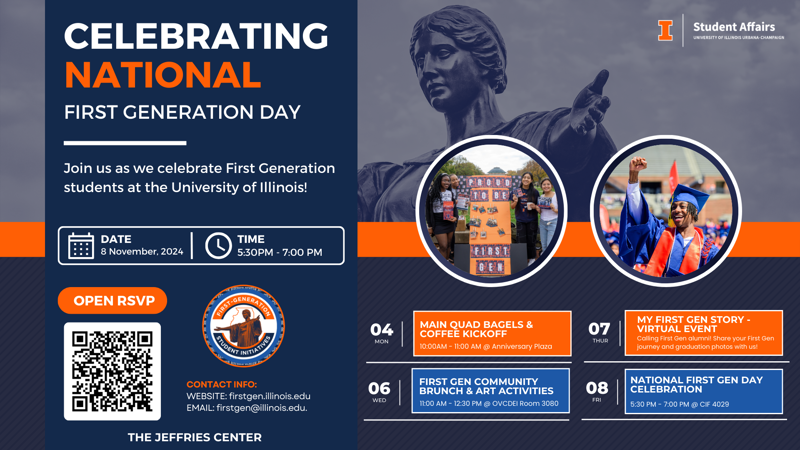 CELEBRATING
NATIONAL
FIRST GENERATION DAY
Join us as we celebrate First Generation
students at the University of Illinois!
DATE
8 November, 2024
TIME
5:30PM - 7:00 PM
OPEN RSVP
FIRST-GENERATION
STUDENT INITIATIVES
CONTACT INFO:
WEBSITE: firstgen.illinois.edu
EMAIL: firstgen@illinois.edu.
THE JEFFRIES CENTER
I
Student Affairs
UNIVERSITY OF ILLINOIS URBANA-CHAMPAIGN
PROUD
TO BE
FIRST
GEN
04
MON
MAIN QUAD BAGELS &
COFFEE KICKOFF
10:00AM – 11:00 AM @ Anniversary Plaza
06
WED
FIRST GEN COMMUNITY
BRUNCH & ART ACTIVITIES
11:00 AM - 12:30 PM @ OVCDEI Room 3080
07
THUR
MY FIRST GEN STORY -
VIRTUAL EVENT
Calling First Gen alumni! Share your First Gen
journey and graduation photos with us!
08
FRI
NATIONAL FIRST GEN DAY
CELEBRATION
5:30 PM - 7:00 PM @ CIF 4029